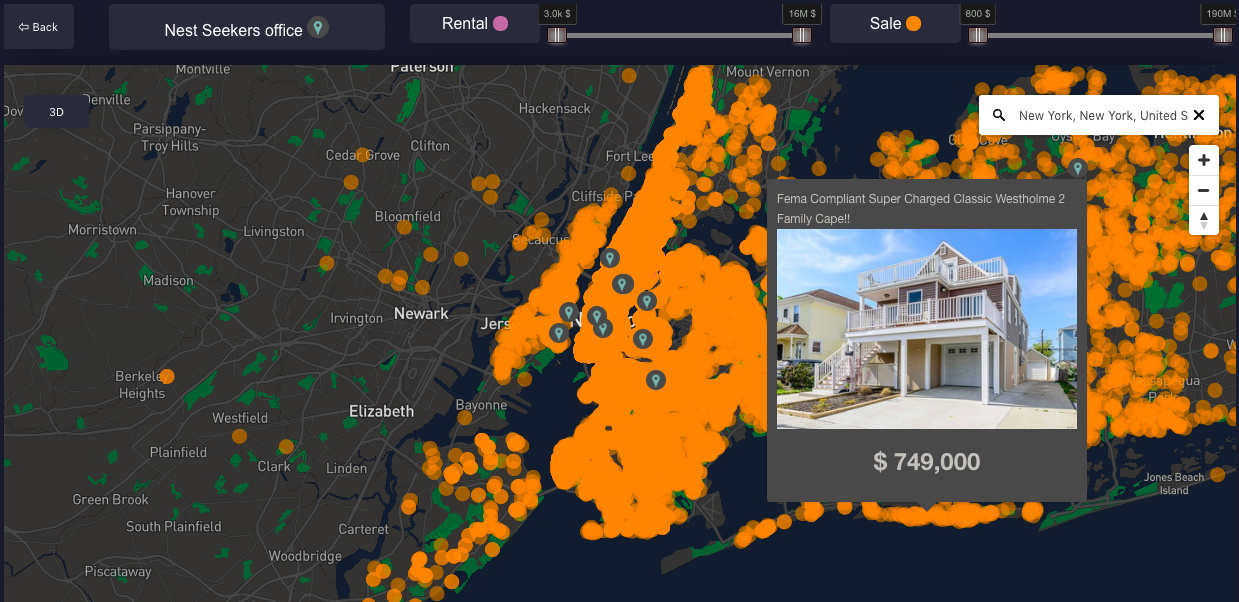 Back
Nest Seekers office
Rental
3.0k $
16M $
Sale
800 $
190M
3D
New York, New York, United S
Montville
Paterson
Mount Vernon
Denville
Hackensack
Parsippany-
Troy Hills
Clifton
Cedar Grove
Fort Lee
Oyster Bay
Huntington
Hanover
Township
Cliffside P
Bloomfield
Morristown
Livingston
Secaucus
Fema Compliant Super Charged Classic Westholme 2
Family Cape!!
Madison
Irvington
Newark
Jers
N
Berkeley
Heights
Bayonne
Elizabeth
Westfield
Plainfield
Clark
Linden
$ 749,000
Jones Beach
Island
Green Brook
South Plainfield
Carteret
Woodbridge
Piscataway